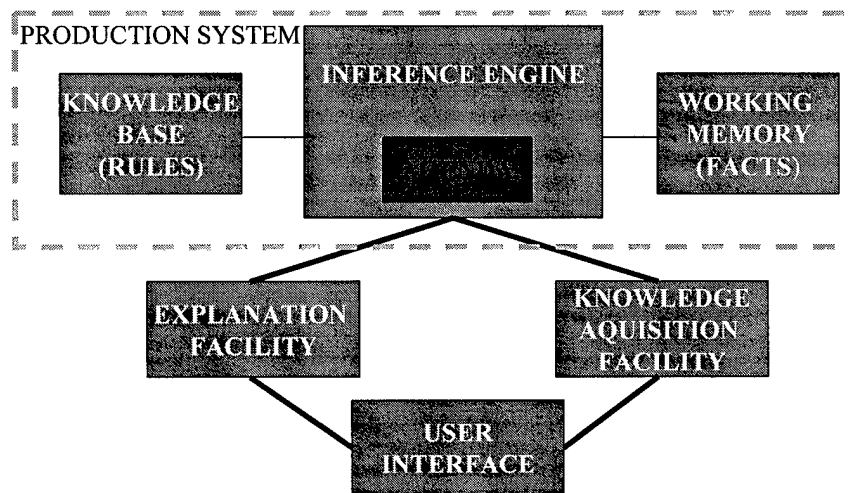 PRODUCTION SYSTEM
INFERENCE ENGINE
KNOWLEDGE
BASE
(RULES)
WORKING
MEMORY
(FACTS)
EXPLANATION
FACILITY
KNOWLEDGE
AQUISITION
FACILITY
USER
INTERFACE